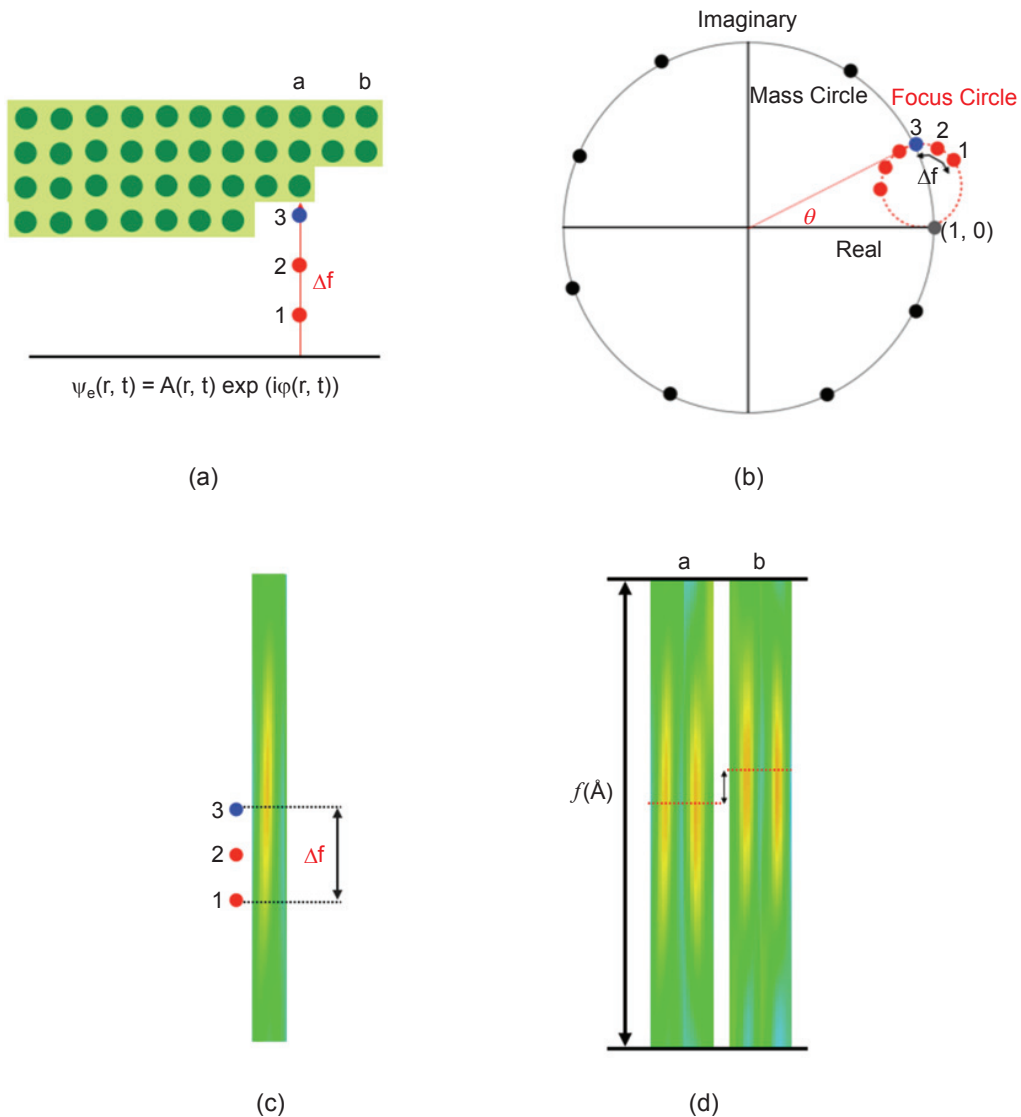 a b
3
2
Δf
1
ψe(r, t) = A(r, t) exp (iφ(r, t))
(a)
Imaginary
Mass Circle
Focus Circle
3
2
1
Δf
θ
(1, 0)
Real
(b)
3
2
1
Δf
(c)
a b
f(Å)
(d)